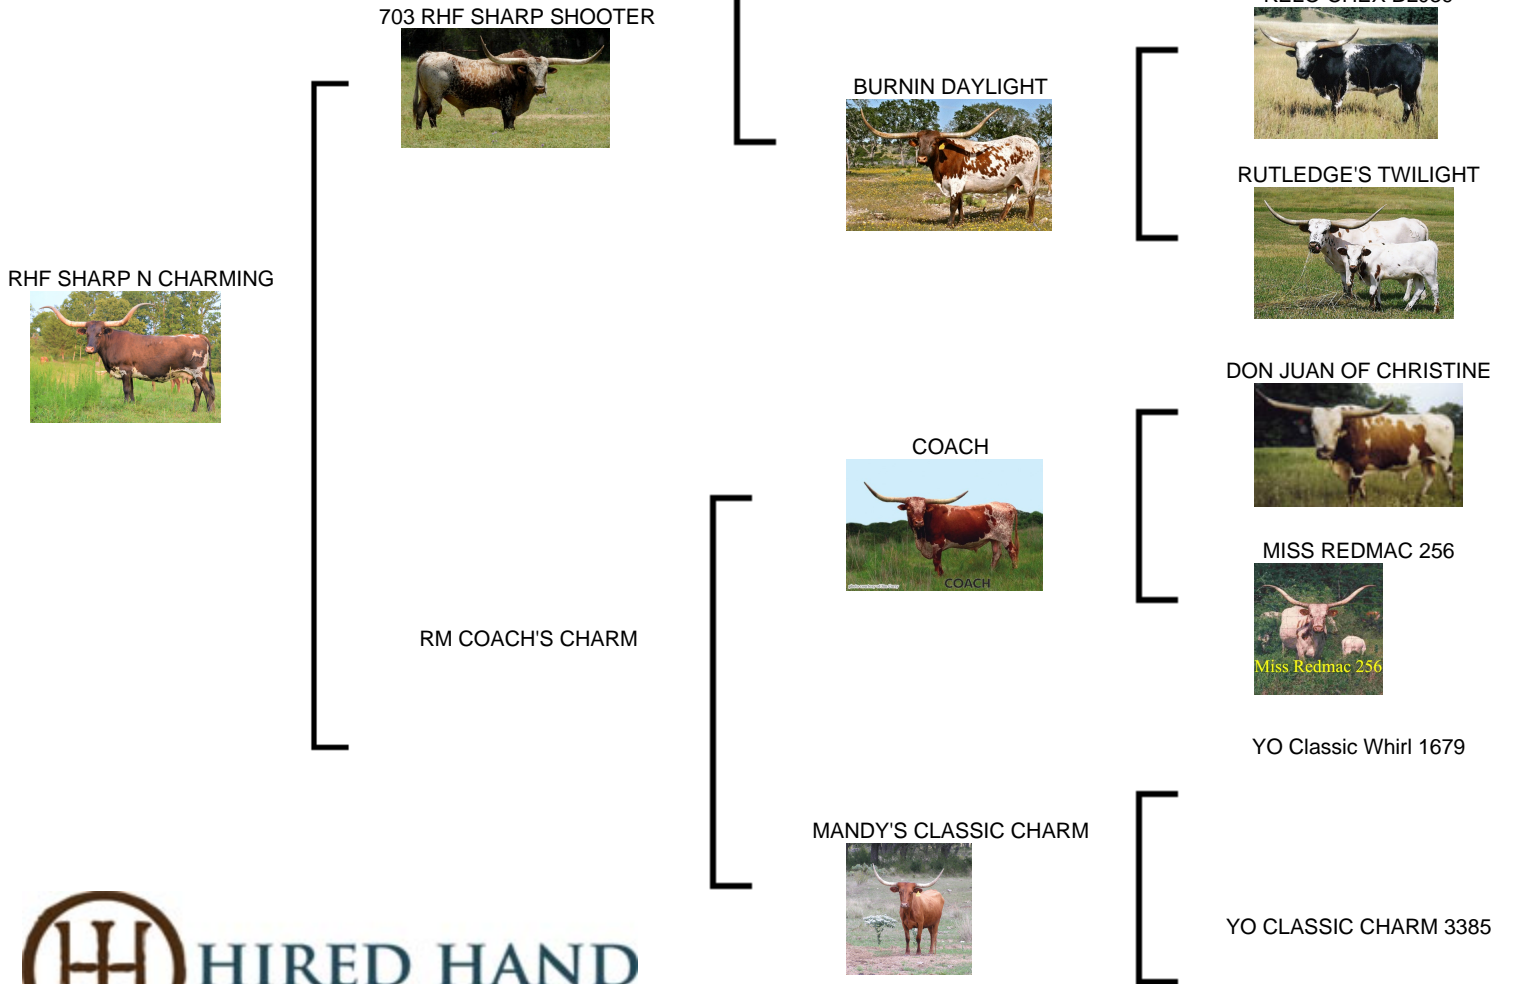 703 RHF SHARP SHOOTER
BURNIN DAYLIGHT
RUTLEDGE'S TWILIGHT
RHF SHARP N CHARMING
DON JUAN OF CHRISTINE
COACH
COACH
MISS REDMAC 256
Miss Redmac 256
RM COACH'S CHARM
YO Classic Whirl 1679
MANDY'S CLASSIC CHARM
YO CLASSIC CHARM 3385
HIRED HAND